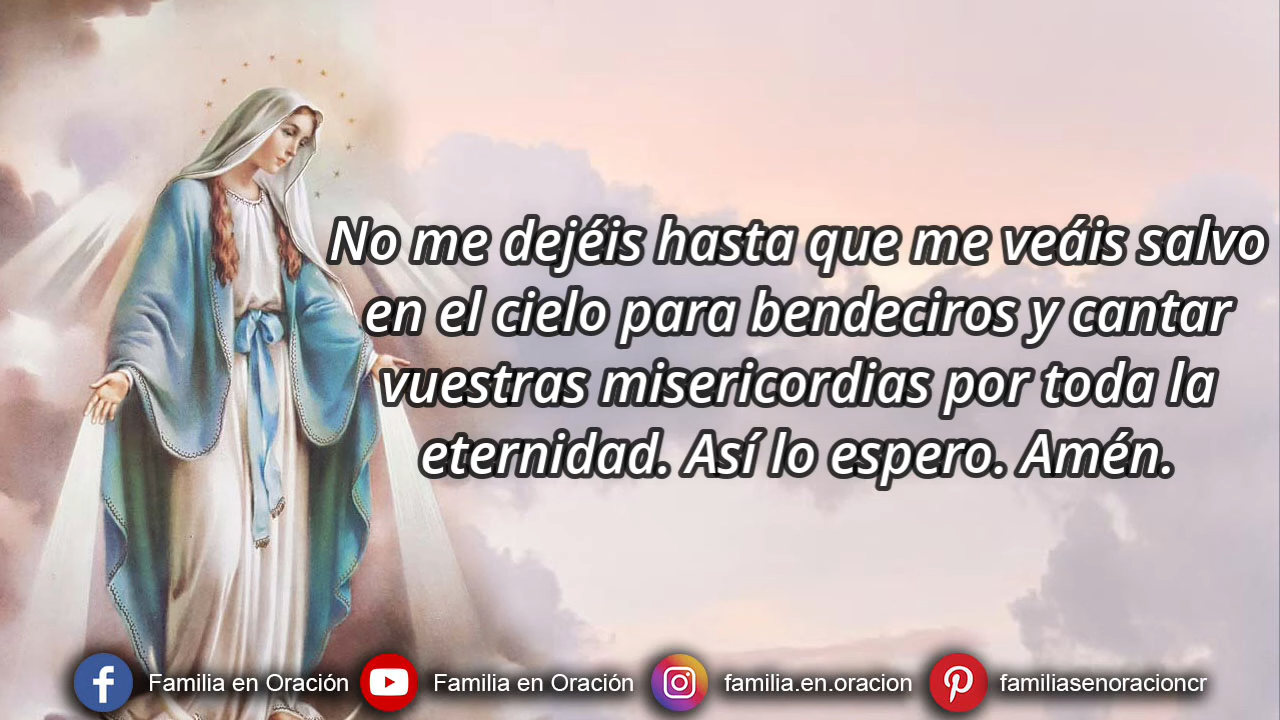 No me dejéis hasta que me veáis salvo
en el cielo para bendeciros y cantar
vuestras misericordias por toda la
eternidad. Así lo espero. Amén.
Familia en Oración
Familia en Oración
familia.en.oracion
familiasenoracioncr